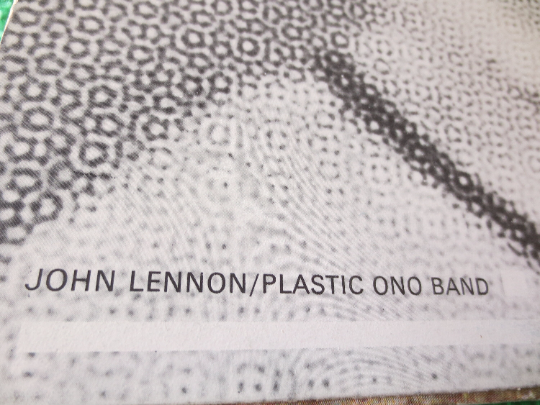 JOHN LENNON/PLASTIC ONO BAND